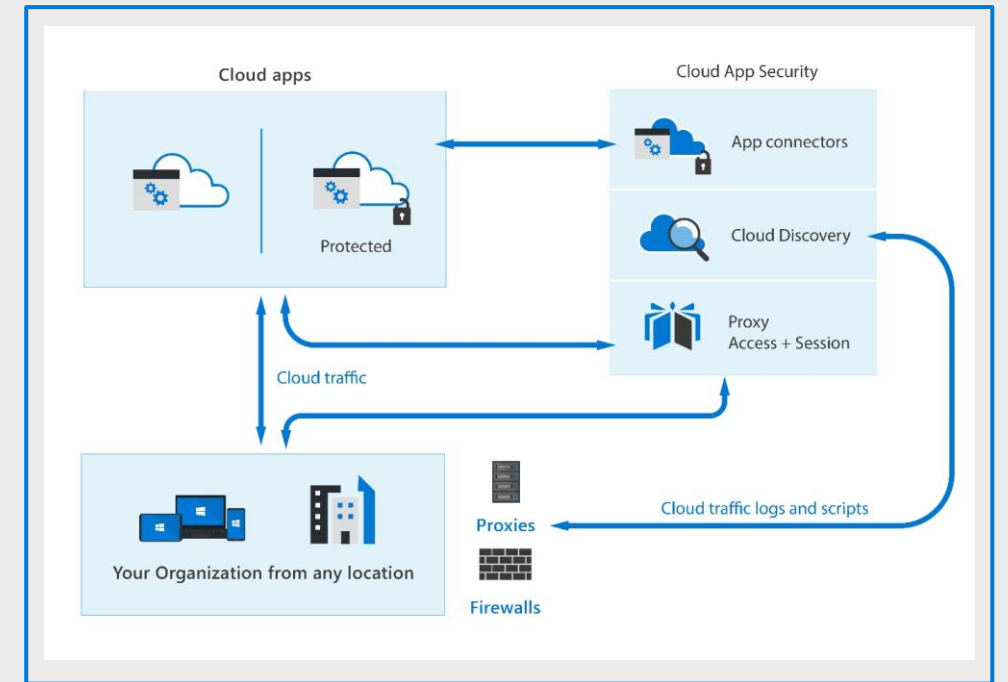 Cloud apps
Protected
Cloud App Security
App connectors
Cloud Discovery
Proxy
Access + Session
Cloud traffic
Your Organization from any location
Proxies
Firewalls
Cloud traffic logs and scripts